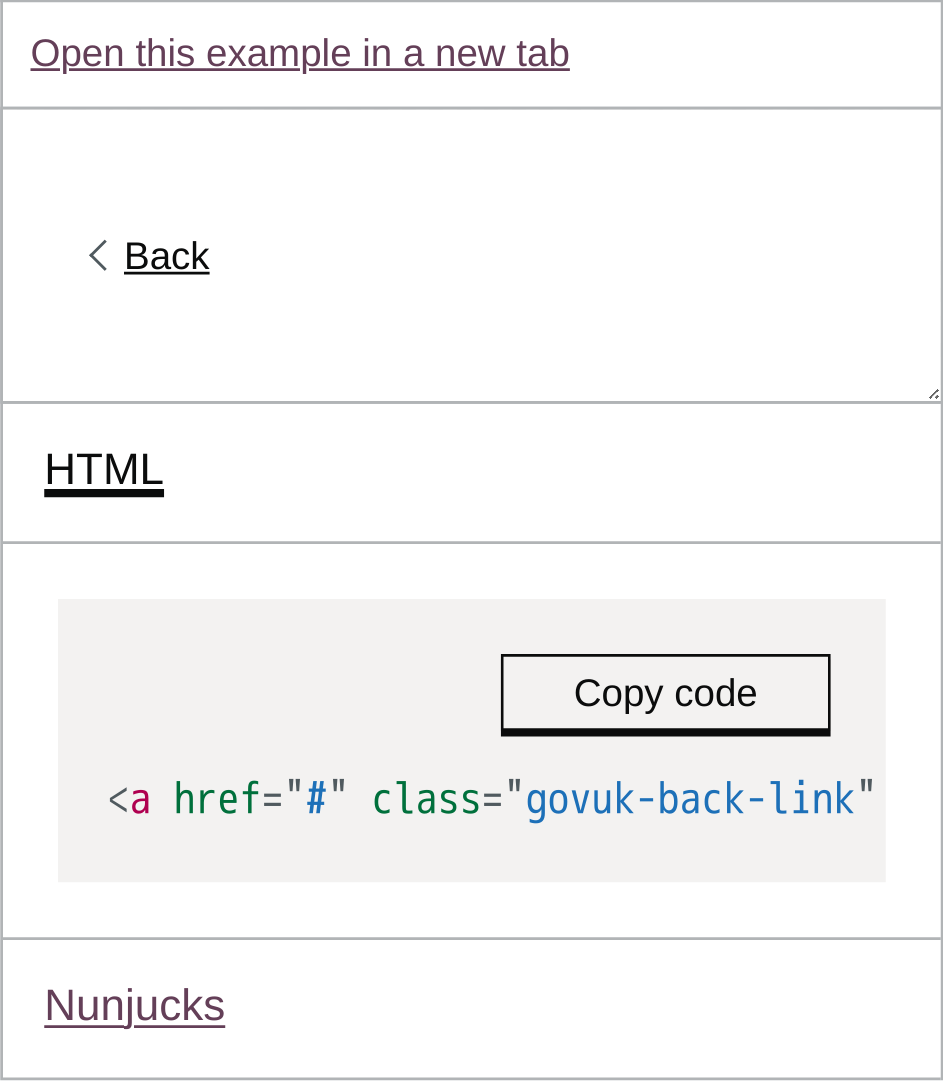 Open this example in a new tab
Back
HTML
Copy code
<a href="#" class="govuk-back-link"
Nunjucks